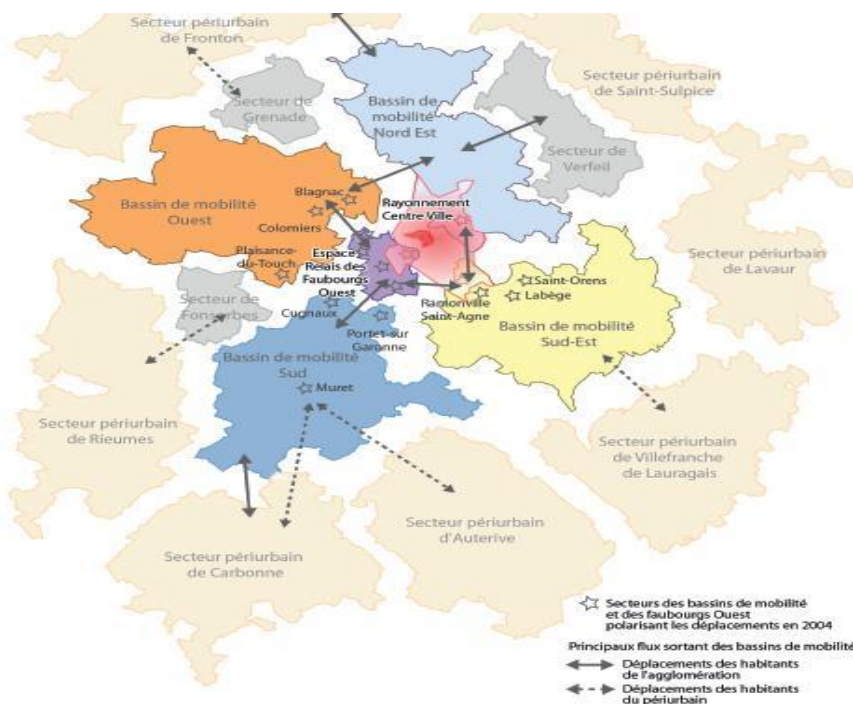 Secteur périurbain
de Fronton
Secteur périurbain
de Saint-Sulpice
Secteur de
Grenade
Bassin de
mobilité
Nord Est
Secteur de
Verfeil
Bassin de mobilité
Ouest
Blagnac
Colomiers
Rayonnement
Centre Ville
Plaisance-
du-Touch
Espace
Relais des
Faubourgs
Ouest
Secteur périurbain
de Lavaur
Saint-Orens
Labège
Ramonville
Saint-Agne
Secteur de
Fonsorbes
Cugnaux
Portet-sur
Garonne
Bassin de mobilité
Sud-Est
Bassin de mobilité
Sud
Muret
Secteur périurbain
de Rieumes
Secteur périurbain
de Villefranche
de Lauragais
Secteur périurbain
d'Auterive
Secteur périurbain
de Carbonne
Secteurs des bassins de mobilité
et des faubourgs Ouest
polarisant les déplacements en 2004
Principaux flux sortant des bassins de mobilité
Déplacements des habitants
de l'agglomération
Déplacements des habitants
du périurbain